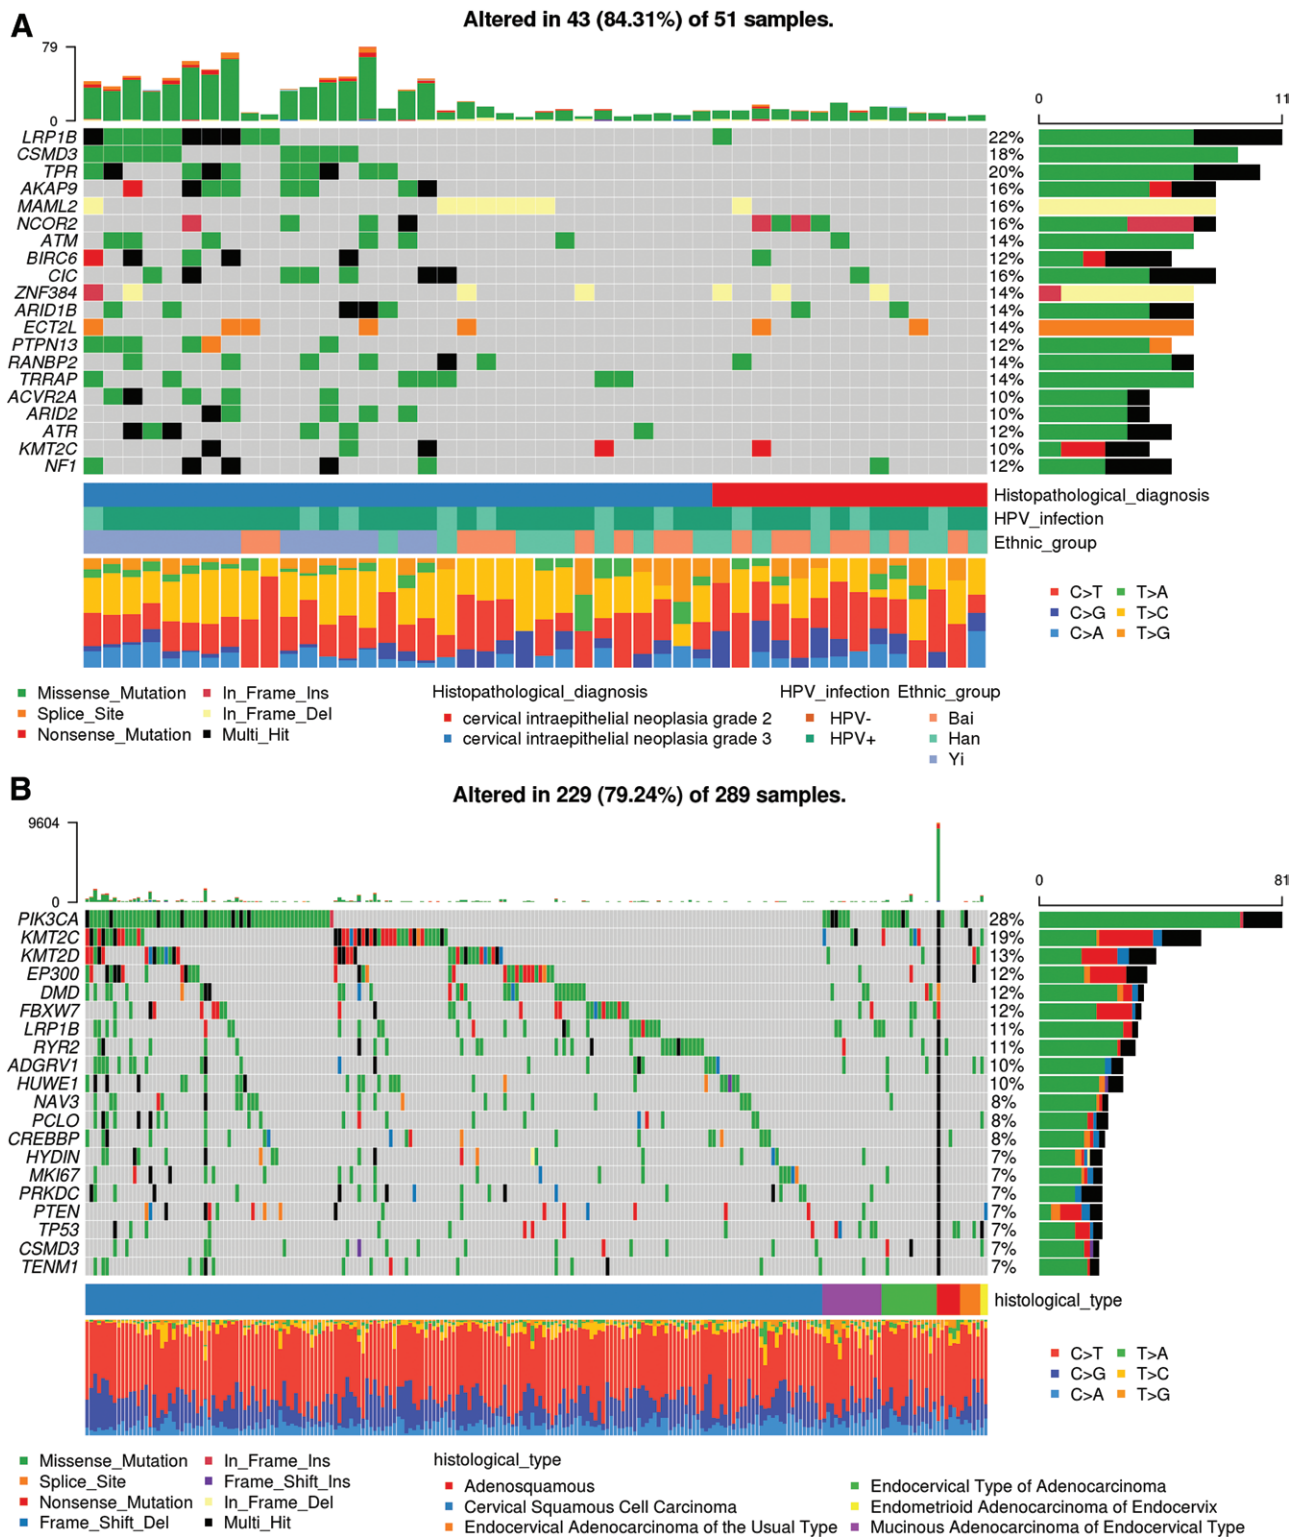 A
Altered in 43 (84.31%) of 51 samples.
79
0
0 11
LRP1B 22%
CSMD3 18%
TPR 20%
AKAP9 16%
MAML2 16%
NCOR2 16%
ATM 14%
BIRC6 12%
CIC 16%
ZNF384 14%
ARID1B 14%
ECT2L 14%
PTPN13 12%
RANBP2 14%
TRRAP 14%
ACVR2A 10%
ARID2 10%
ATR 12%
KMT2C 10%
NF1 12%
Histopathological_diagnosis
HPV_infection
Ethnic_group
C>T T>A
C>G T>C
C>A T>G
Missense_Mutation In_Frame_Ins
Splice_Site In_Frame_Del
Nonsense_Mutation Multi_Hit
Histopathological_diagnosis
cervical intraepithelial neoplasia grade 2
cervical intraepithelial neoplasia grade 3
HPV_infection
HPV-
HPV+
Ethnic_group
Bai
Han
Yi
B
Altered in 229 (79.24%) of 289 samples.
9604
0
0 81
PIK3CA 28%
KMT2C 19%
KMT2D 13%
EP300 12%
DMD 12%
FBXW7 12%
LRP1B 11%
RYR2 11%
ADGRV1 10%
HUWE1 10%
NAV3 8%
PCLO 8%
CREBBP 8%
HYDIN 7%
MKI67 7%
PRKDC 7%
PTEN 7%
TP53 7%
CSMD3 7%
TENM1 7%
histological_type
C>T T>A
C>G T>C
C>A T>G
Missense_Mutation In_Frame_Ins
Splice_Site Frame_Shift_Ins
Nonsense_Mutation In_Frame_Del
Frame_Shift_Del Multi_Hit
histological_type
Adenosquamous
Cervical Squamous Cell Carcinoma
Endocervical Adenocarcinoma of the Usual Type
Endocervical Type of Adenocarcinoma
Endometrioid Adenocarcinoma of Endocervix
Mucinous Adenocarcinoma of Endocervical Type